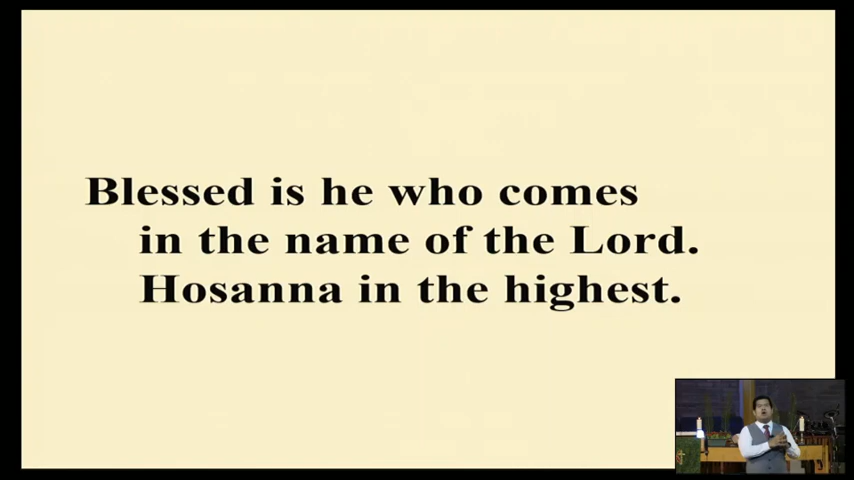 Blessed is he who comes
in the name of the Lord.
Hosanna in the highest.